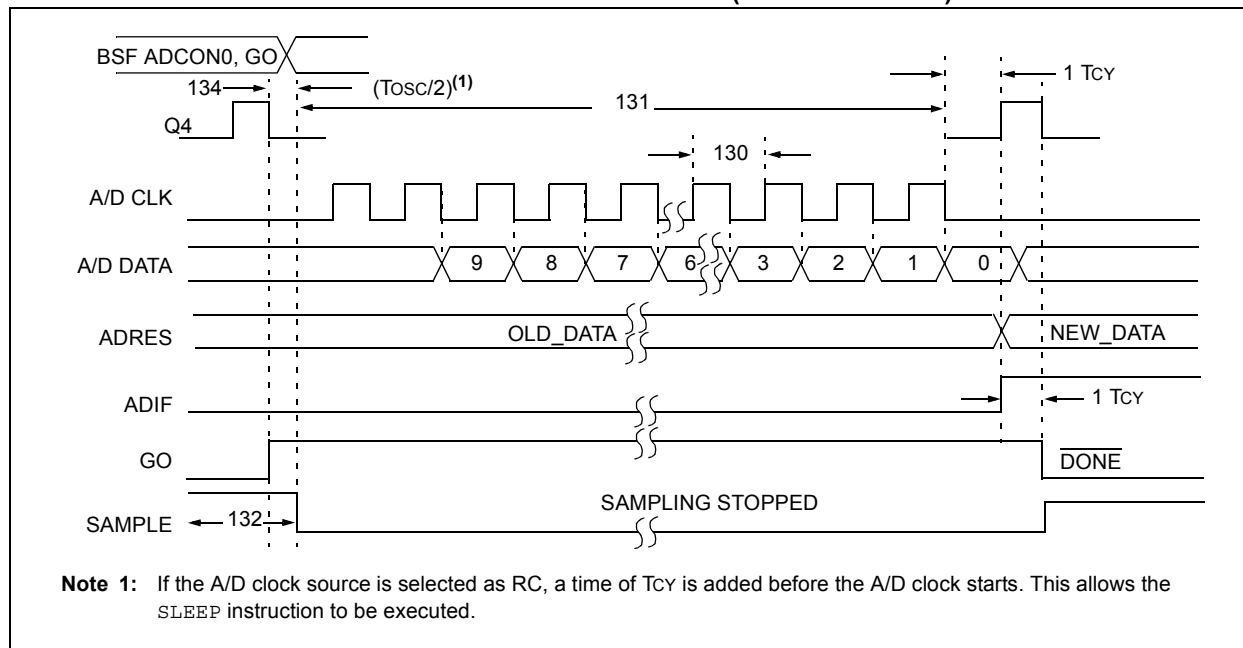 BSF ADCON0, GO
134 (TOSC/2)(1) 131 1 TCY
Q4
130
A/D CLK
A/D DATA 9 8 7 6 3 2 1 0
ADRES OLD_DATA NEW_DATA
ADIF 1 TCY
GO DONE
SAMPLING STOPPED
SAMPLE 132
Note 1: If the A/D clock source is selected as RC, a time of TCY is added before the A/D clock starts. This allows the
SLEEP instruction to be executed.